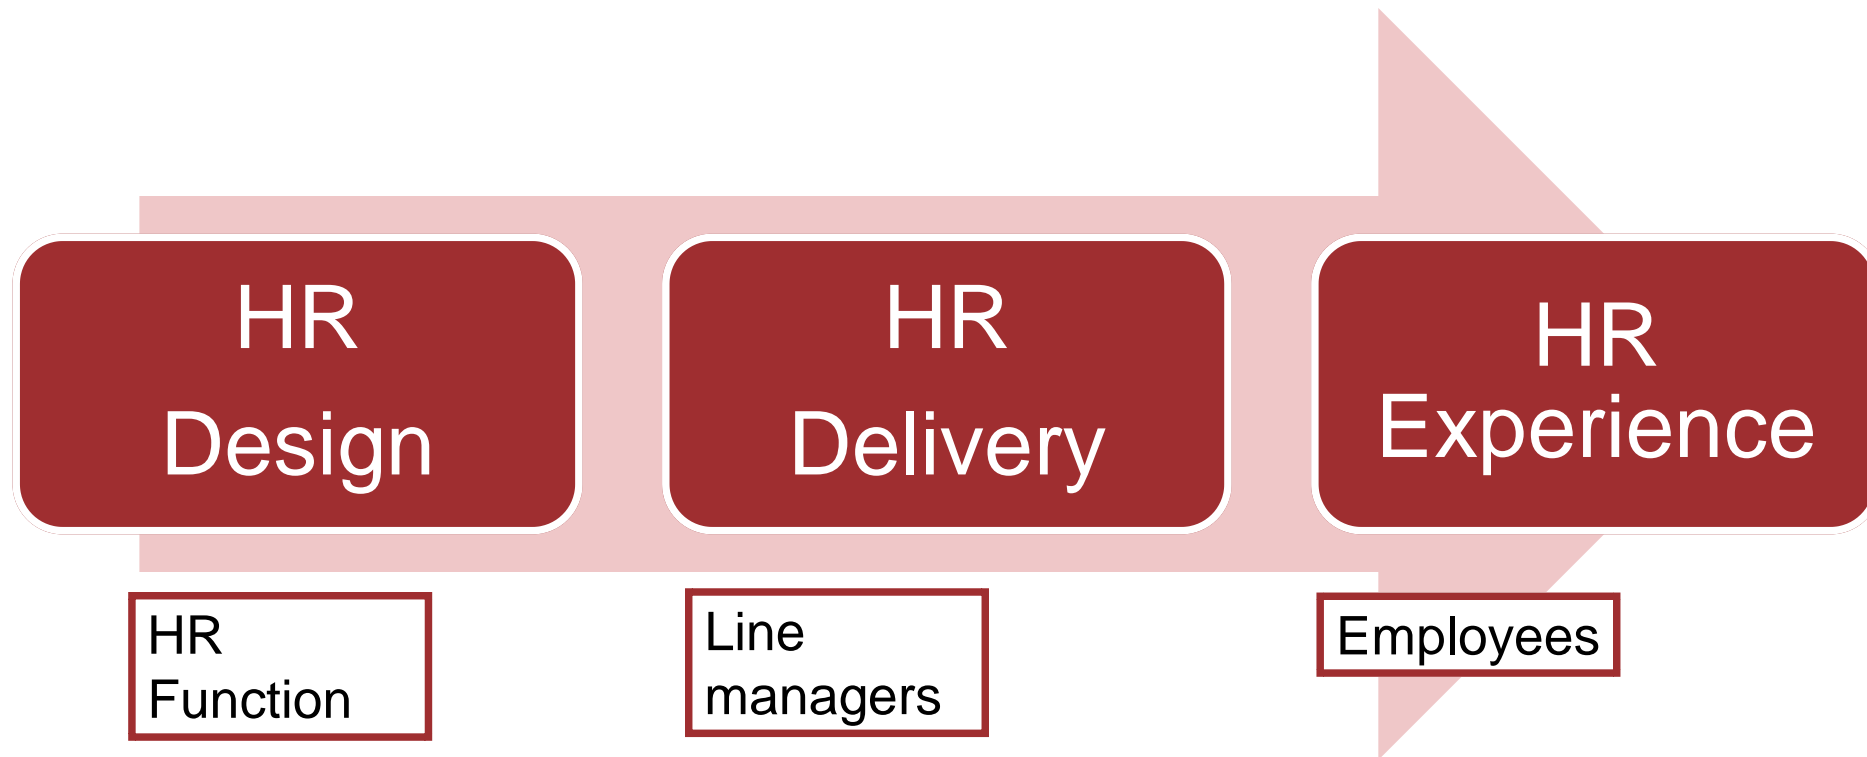 HR
Design
HR
Delivery
HR
Experience
HR
Function
Line
managers
Employees